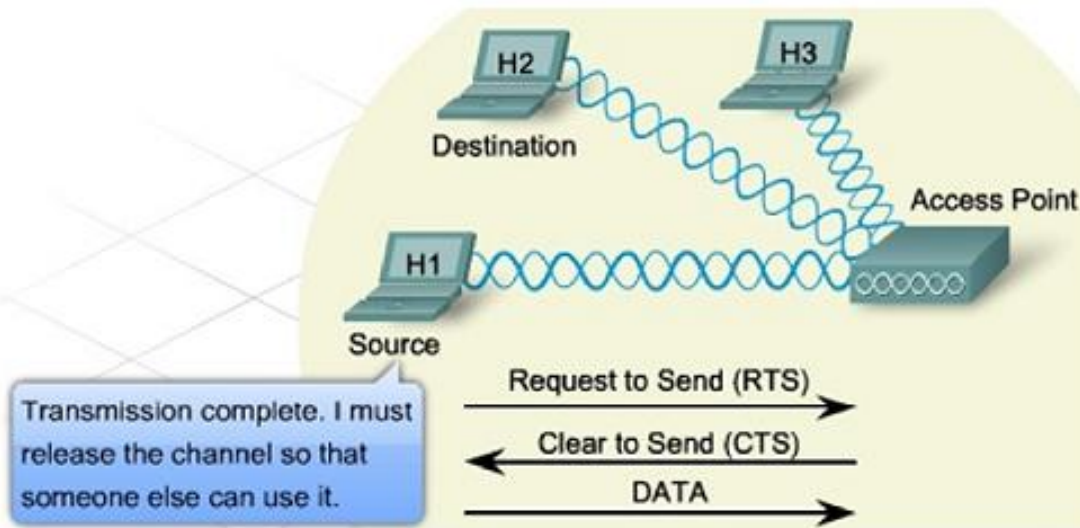 H2
H3
Destination
Access Point
H1
Source
Request to Send (RTS)
Transmission complete. I must
release the channel so that
someone else can use it.
Clear to Send (CTS)
DATA